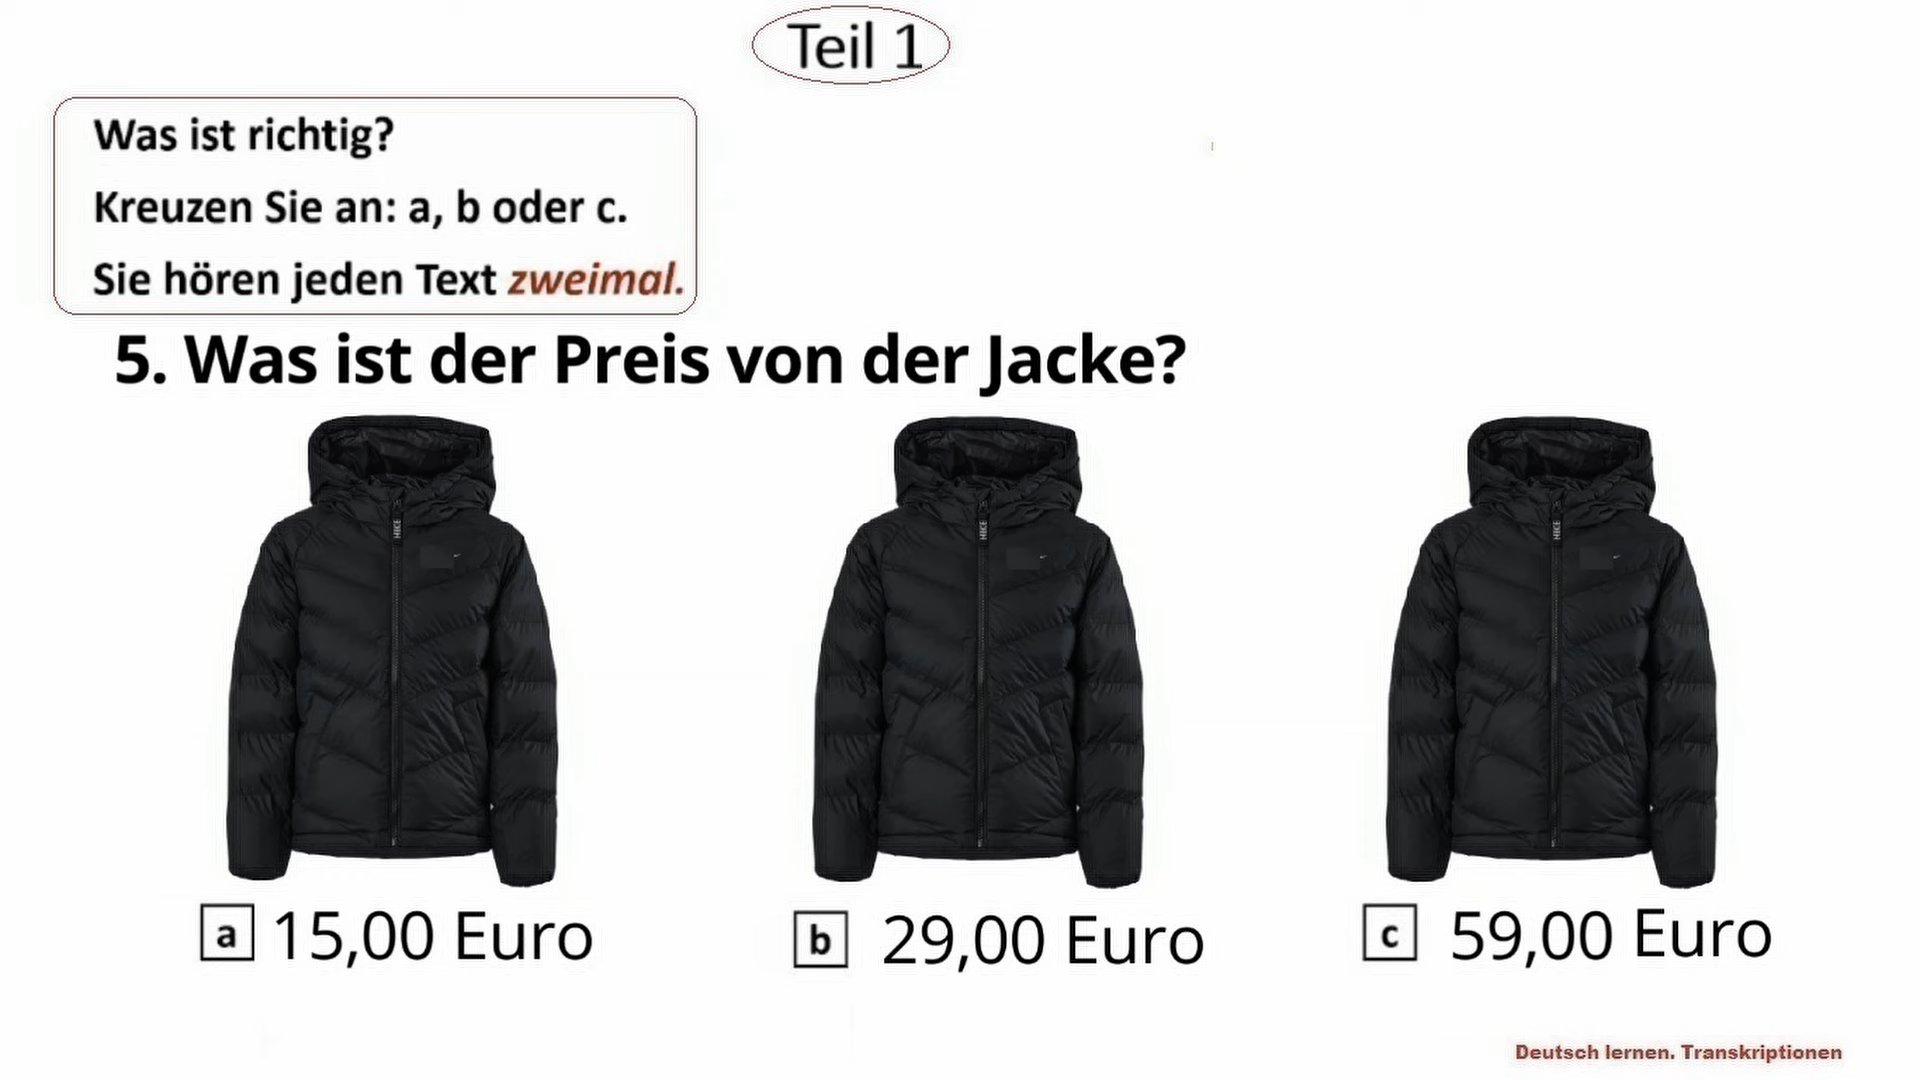 Teil 1
Was ist richtig?
Kreuzen Sie an: a, b oder c.
Sie hören jeden Text zweimal.
5. Was ist der Preis von der Jacke?
a 15,00 Euro
b 29,00 Euro
c 59,00 Euro
Deutsch lernen. Transkriptionen